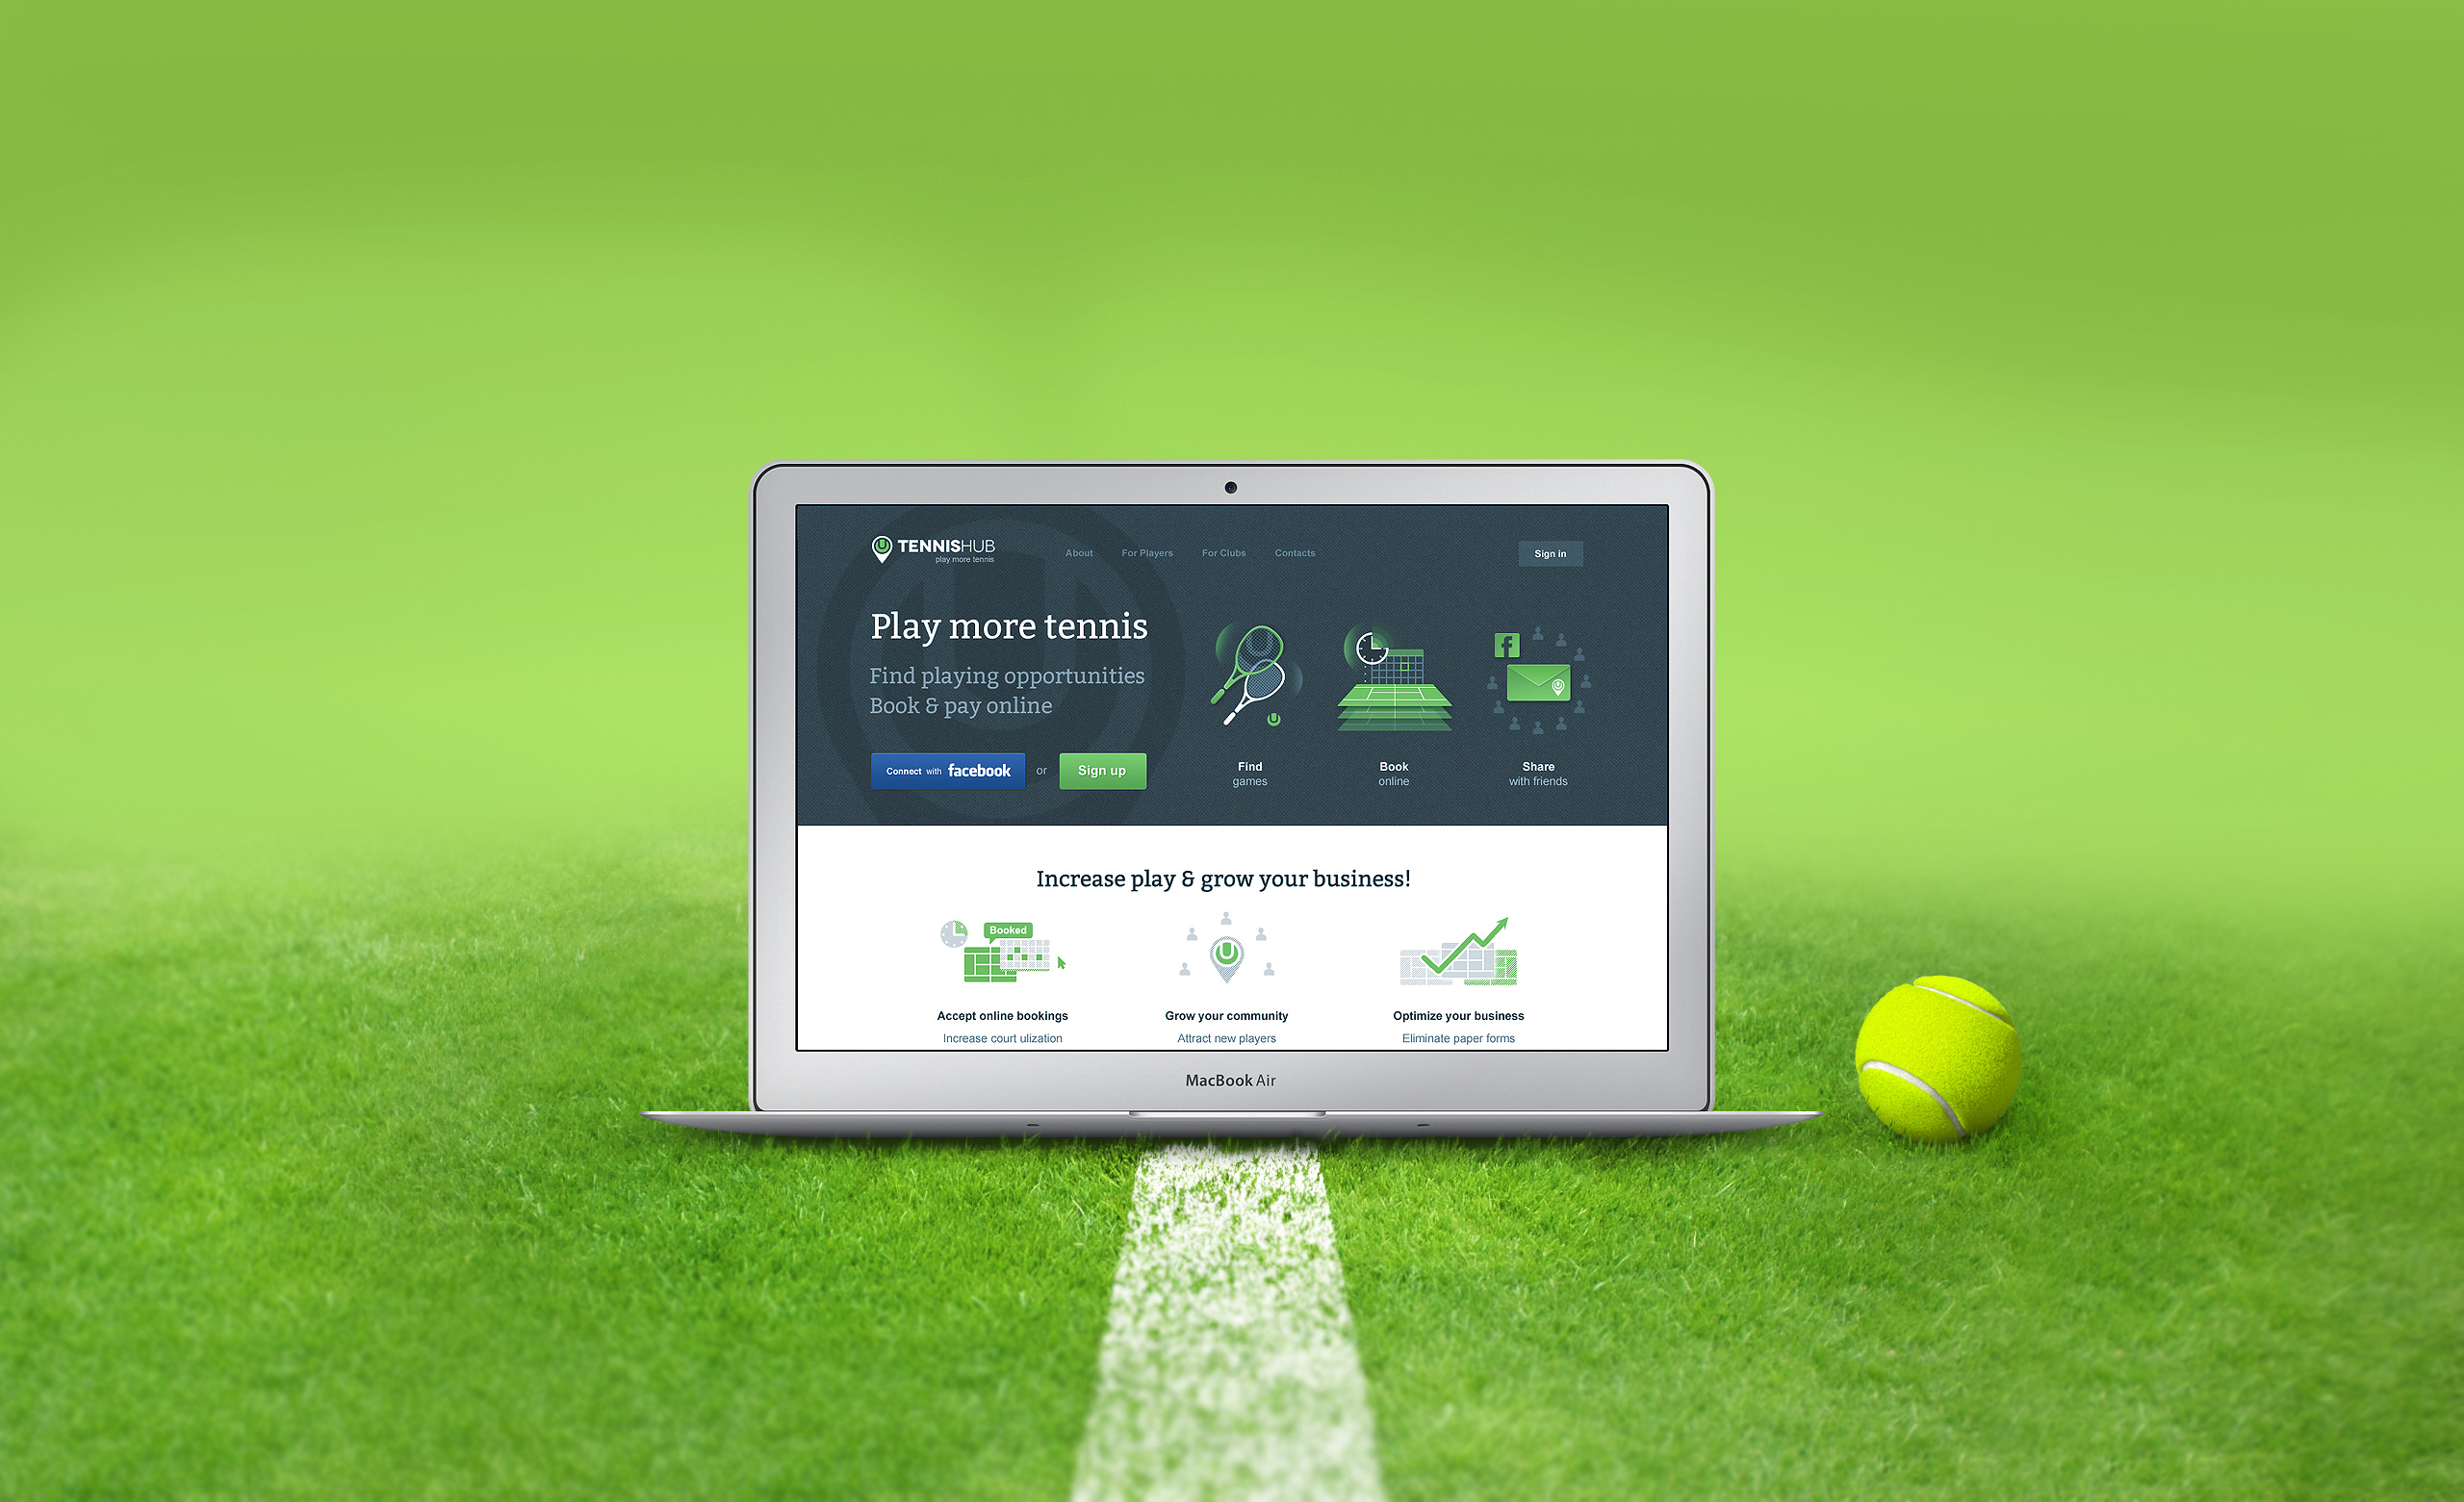 TENNISHUB
play more tennis
About
For Players
For Clubs
Contacts
Sign in
Play more tennis
Find playing opportunities
Book & pay online
Connect with facebook
or
Sign up
Find
games
Book
online
Share
with friends
Increase play & grow your business!
Booked
Accept online bookings
Increase court ulization
Grow your community
Attract new players
Optimize your business
Eliminate paper forms
MacBook Air